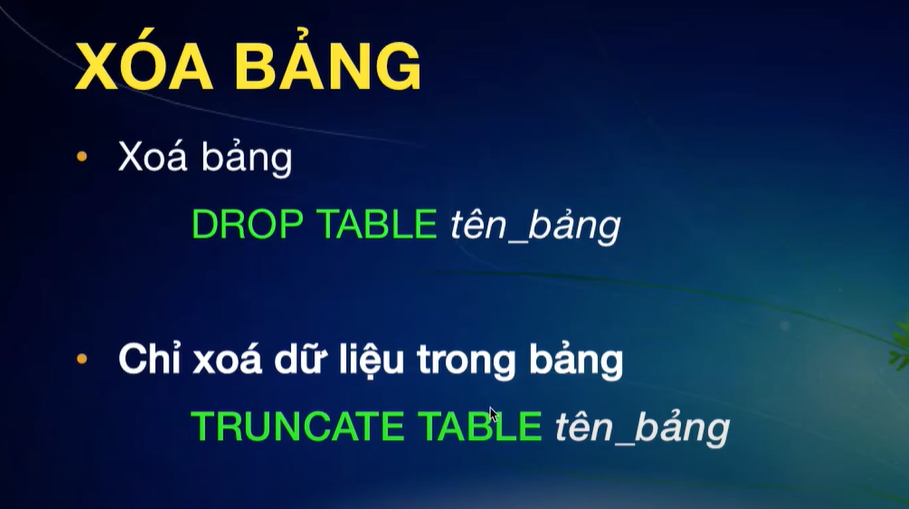 XÓA BẢNG
• Xoá bảng
DROP TABLE tên_bảng
• Chỉ xoá dữ liệu trong bảng
TRUNCATE TABLE tên_bảng